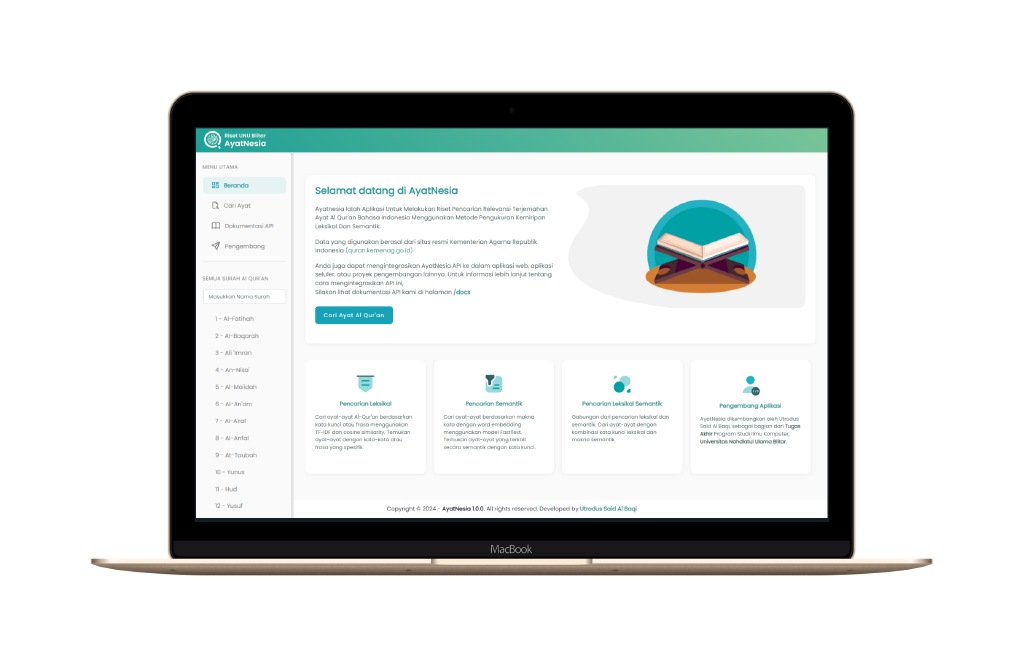 Riset UNU Blitar
AyatNesia
MENU UTAMA
Beranda
Cari Ayat
Dokumentasi API
Pengembang
SEMUA SURAH Al QUR'AN
Masukkan Nama Surah
1 - Al-Fatihah
2 - Al-Baqarah
3 - Ali 'Imran
4 - An-Nisa'
5 - Al-Ma'idah
6 - Al-An'am
7 - Al-A'raf
8 - Al-Anfal
9 - At-Taubah
10 - Yunus
11 - Hud
12 - Yusuf
Selamat datang di AyatNesia
Ayatnesia Ialah Aplikasi Untuk Melakukan Riset Pencarian Relevansi Terjemahan
Ayat Al Qur'an Bahasa Indonesia Menggunakan Metode Pengukuran Kemiripan
Leksikal Dan Semantik.
Data yang digunakan berasal dari situs resmi Kementerian Agama Republik
Indonesia (quran.kemenag.go.id)
Anda juga dapat mengintegrasikan AyatNesia API ke dalam aplikasi web, aplikasi
seluler, atau proyek pengembangan lainnya. Untuk informasi lebih lanjut tentang
cara mengintegrasikan API ini,
Silakan lihat dokumentasi API kami di halaman /docs
Cari Ayat Al Qur'an
Pencarian Leksikal
Cari ayat-ayat Al-Qur'an berdasarkan
kata kunci atau frasa menggunakan
TF-IDF dan cosine similarity. Temukan
ayat-ayat dengan kata-kata atau
frasa yang spesifik.
Pencarian Semantik
Cari ayat-ayat berdasarkan makna
kata dengan word embedding
menggunakan model FastText.
Temukan ayat-ayat yang terkait
secara semantik dengan kata kunci.
Pencarian Leksikal Semantik
Gabungan dari pencarian leksikal dan
semantik. Cari ayat-ayat dengan
kombinasi kata kunci leksikal dan
makna semantik.
Pengembang Aplikasi
AyatNesia dikembangkan oleh Utrodus
Said Al Baqi, sebagai bagian dari Tugas
Akhir Program Studi Ilmu Komputer,
Universitas Nahdlatul Ulama Blitar.
Copyright © 2024 - AyatNesia 1.0.0. All rights reserved. Developed by Utrodus Said Al Baqi
MacBook